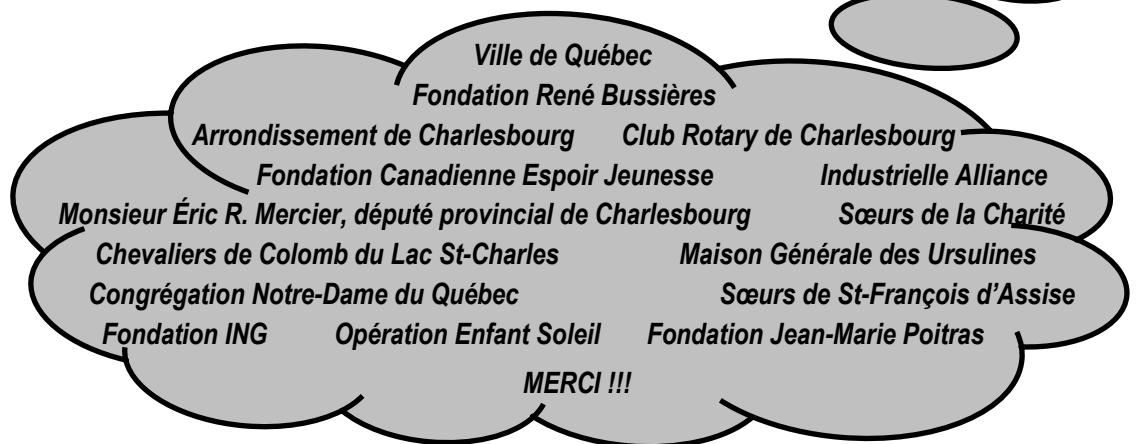 Ville de Québec
Fondation René Bussières
Arrondissement de Charlesbourg Club Rotary de Charlesbourg
Fondation Canadienne Espoir Jeunesse Industrielle Alliance
Monsieur Éric R. Mercier, député provincial de Charlesbourg Sœurs de la Charité
Chevaliers de Colomb du Lac St-Charles Maison Générale des Ursulines
Congrégation Notre-Dame du Québec Sœurs de St-François d’Assise
Fondation ING Opération Enfant Soleil Fondation Jean-Marie Poitras
MERCI !!!